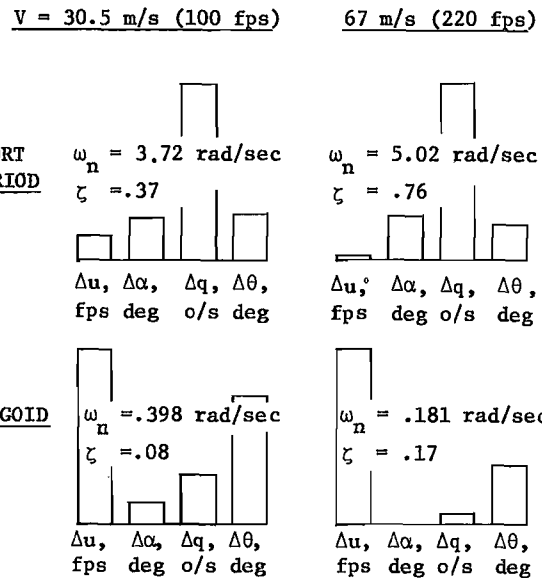 V = 30.5 m/s (100 fps) 67 m/s (220 fps)
RT
RIOD
ω_n = 3.72 rad/sec
ζ =.37
Δu, Δα, Δq, Δθ,
fps deg o/s deg
ω_n = 5.02 rad/sec
ζ = .76
Δu,° Δα, Δq, Δθ ,
fps deg o/s deg
GOID
ω_n =.398 rad/sec
ζ =.08
Δu, Δα, Δq, Δθ,
fps deg o/s deg
ω_n = .181 rad/sec
ζ = .17
Δu, Δα, Δq, Δθ,
fps deg o/s deg